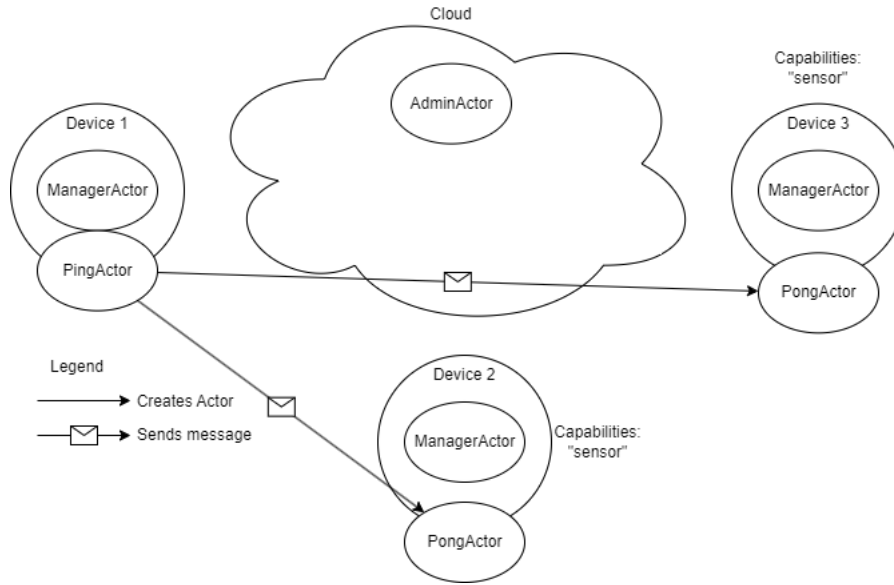 Cloud
Capabilities:
"sensor"
AdminActor
Device 1
Device 3
ManagerActor
ManagerActor
PingActor
PongActor
Legend
Device 2
Creates Actor
Sends message
ManagerActor
Capabilities:
"sensor"
PongActor